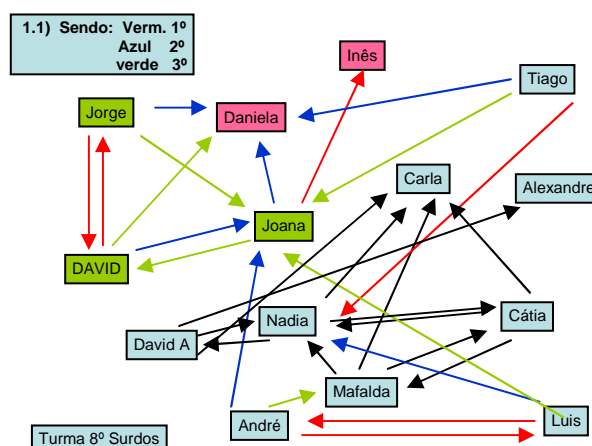 1.1) Sendo: Verm. 1º
Azul 2º
verde 3º
Inês
Tiago
Jorge
Daniela
Carla
Alexandre
Joana
DAVID
Nadia
Cátia
David A
Mafalda
André
Luis
Turma 8º Surdos